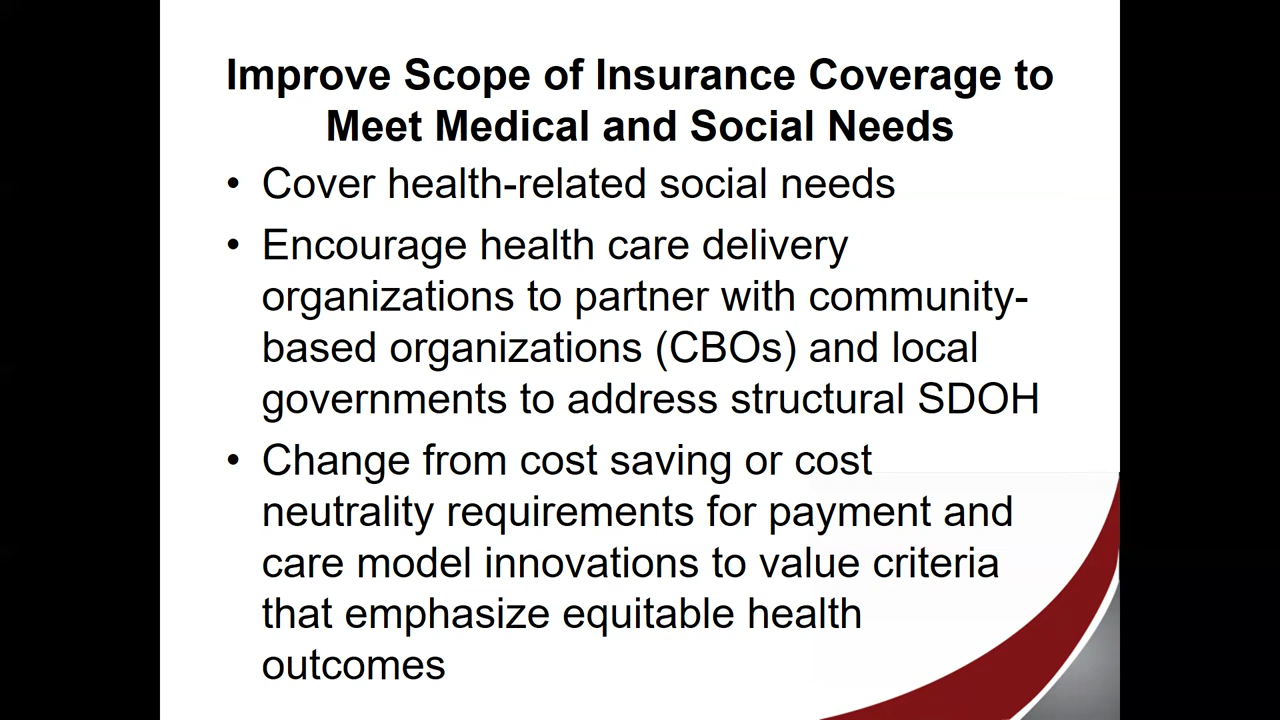 Improve Scope of Insurance Coverage to
Meet Medical and Social Needs
• Cover health-related social needs
• Encourage health care delivery
organizations to partner with community-
based organizations (CBOs) and local
governments to address structural SDOH
• Change from cost saving or cost
neutrality requirements for payment and
care model innovations to value criteria
that emphasize equitable health
outcomes